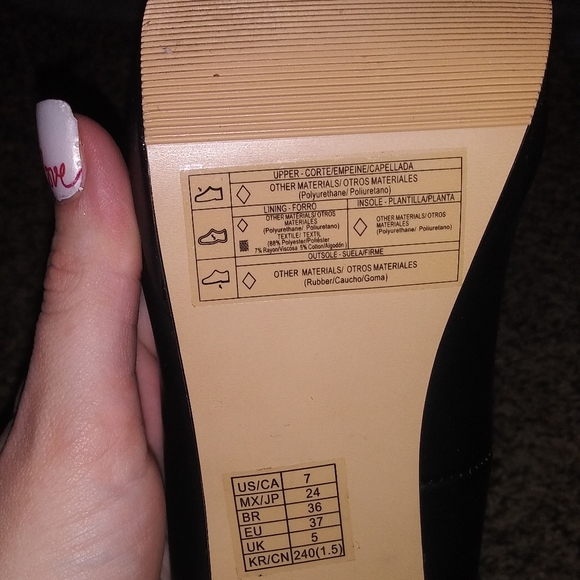 ove
UPPER - CORTE/EMPEINE/CAPELLADA
OTHER MATERIALS/ OTROS MATERIALES
(Polyurethane/ Poliuretano)
LINING - FORRO
OTHER MATERIALS/ OTROS MATERIALES
(Polyurethane/ Poliuretano)
TEXTILE/ TEXTIL
(88% Polyester/Poliéster
7% Rayon/Viscosa 5% Cotton/Algodon)
INSOLE - PLANTILLA/PLANTA
OTHER MATERIALS/ OTROS MATERIALES
(Polyurethane/ Poliuretano)
OUTSOLE - SUELA/FIRME
OTHER MATERIALS/ OTROS MATERIALES
(Rubber/Caucho/Goma)
US/CA 7
MX/JP 24
BR 36
EU 37
UK 5
KR/CN 240(1.5)